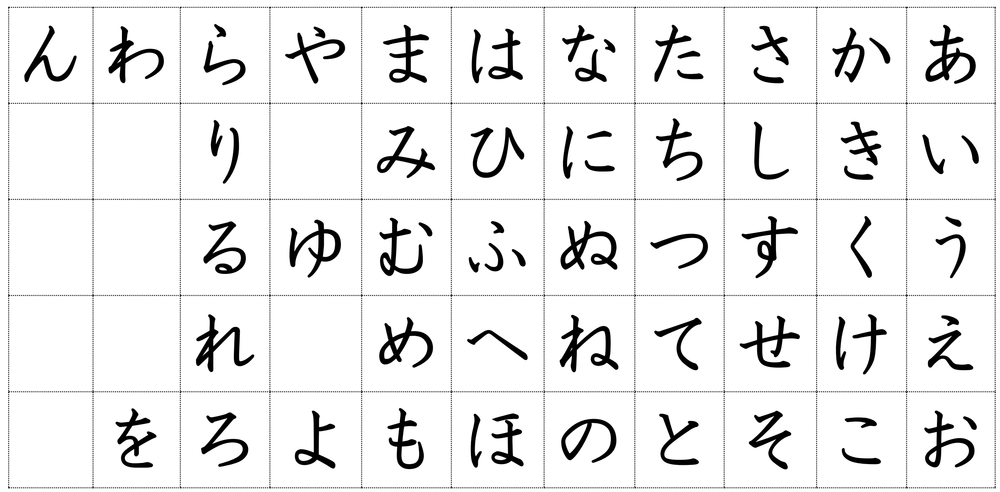 あいうえお
かきくけこ
さしすせそ
たちつてと
なにぬねの
はひふへほ
まみむめも
やゆよ
らりるれろ
わを
ん